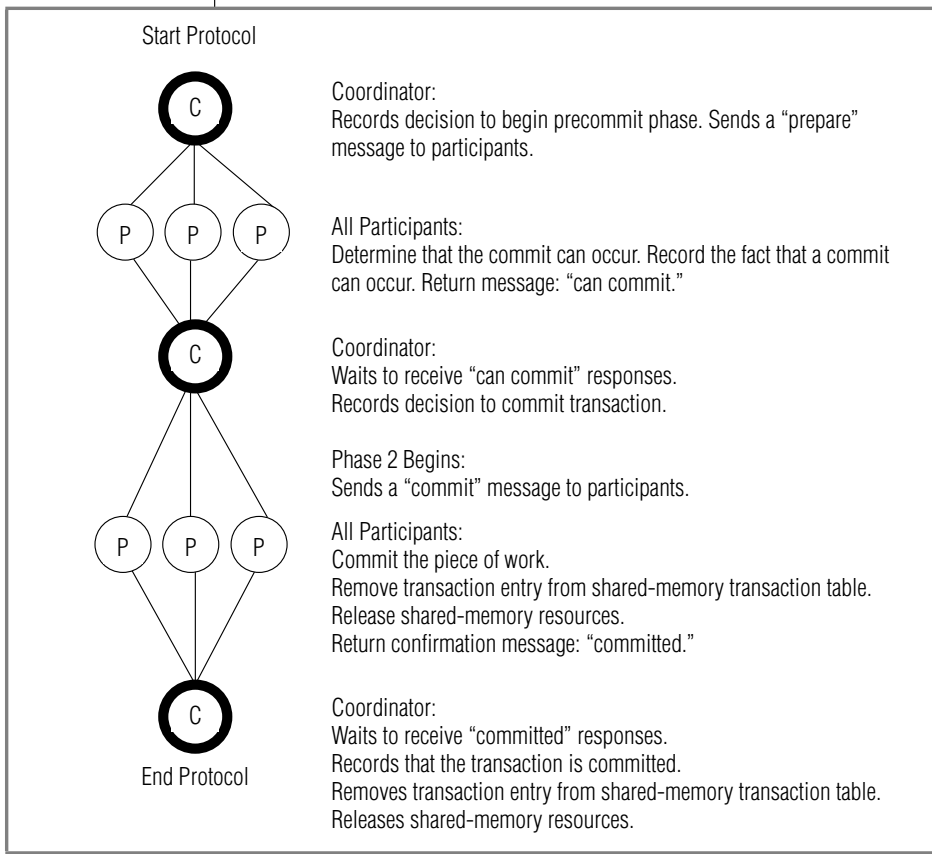 Start Protocol
C
Coordinator:
Records decision to begin precommit phase. Sends a “prepare”
message to participants.
P P P
All Participants:
Determine that the commit can occur. Record the fact that a commit
can occur. Return message: “can commit.”
C
Coordinator:
Waits to receive “can commit” responses.
Records decision to commit transaction.
Phase 2 Begins:
Sends a “commit” message to participants.
P P P
All Participants:
Commit the piece of work.
Remove transaction entry from shared-memory transaction table.
Release shared-memory resources.
Return confirmation message: “committed.”
C
Coordinator:
Waits to receive “committed” responses.
Records that the transaction is committed.
Removes transaction entry from shared-memory transaction table.
Releases shared-memory resources.
End Protocol